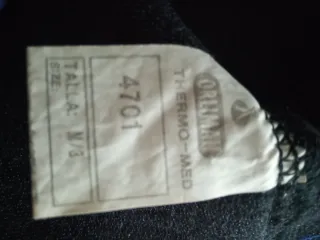 THERMO-MED
4701
TALLA: M/3
SIZE: